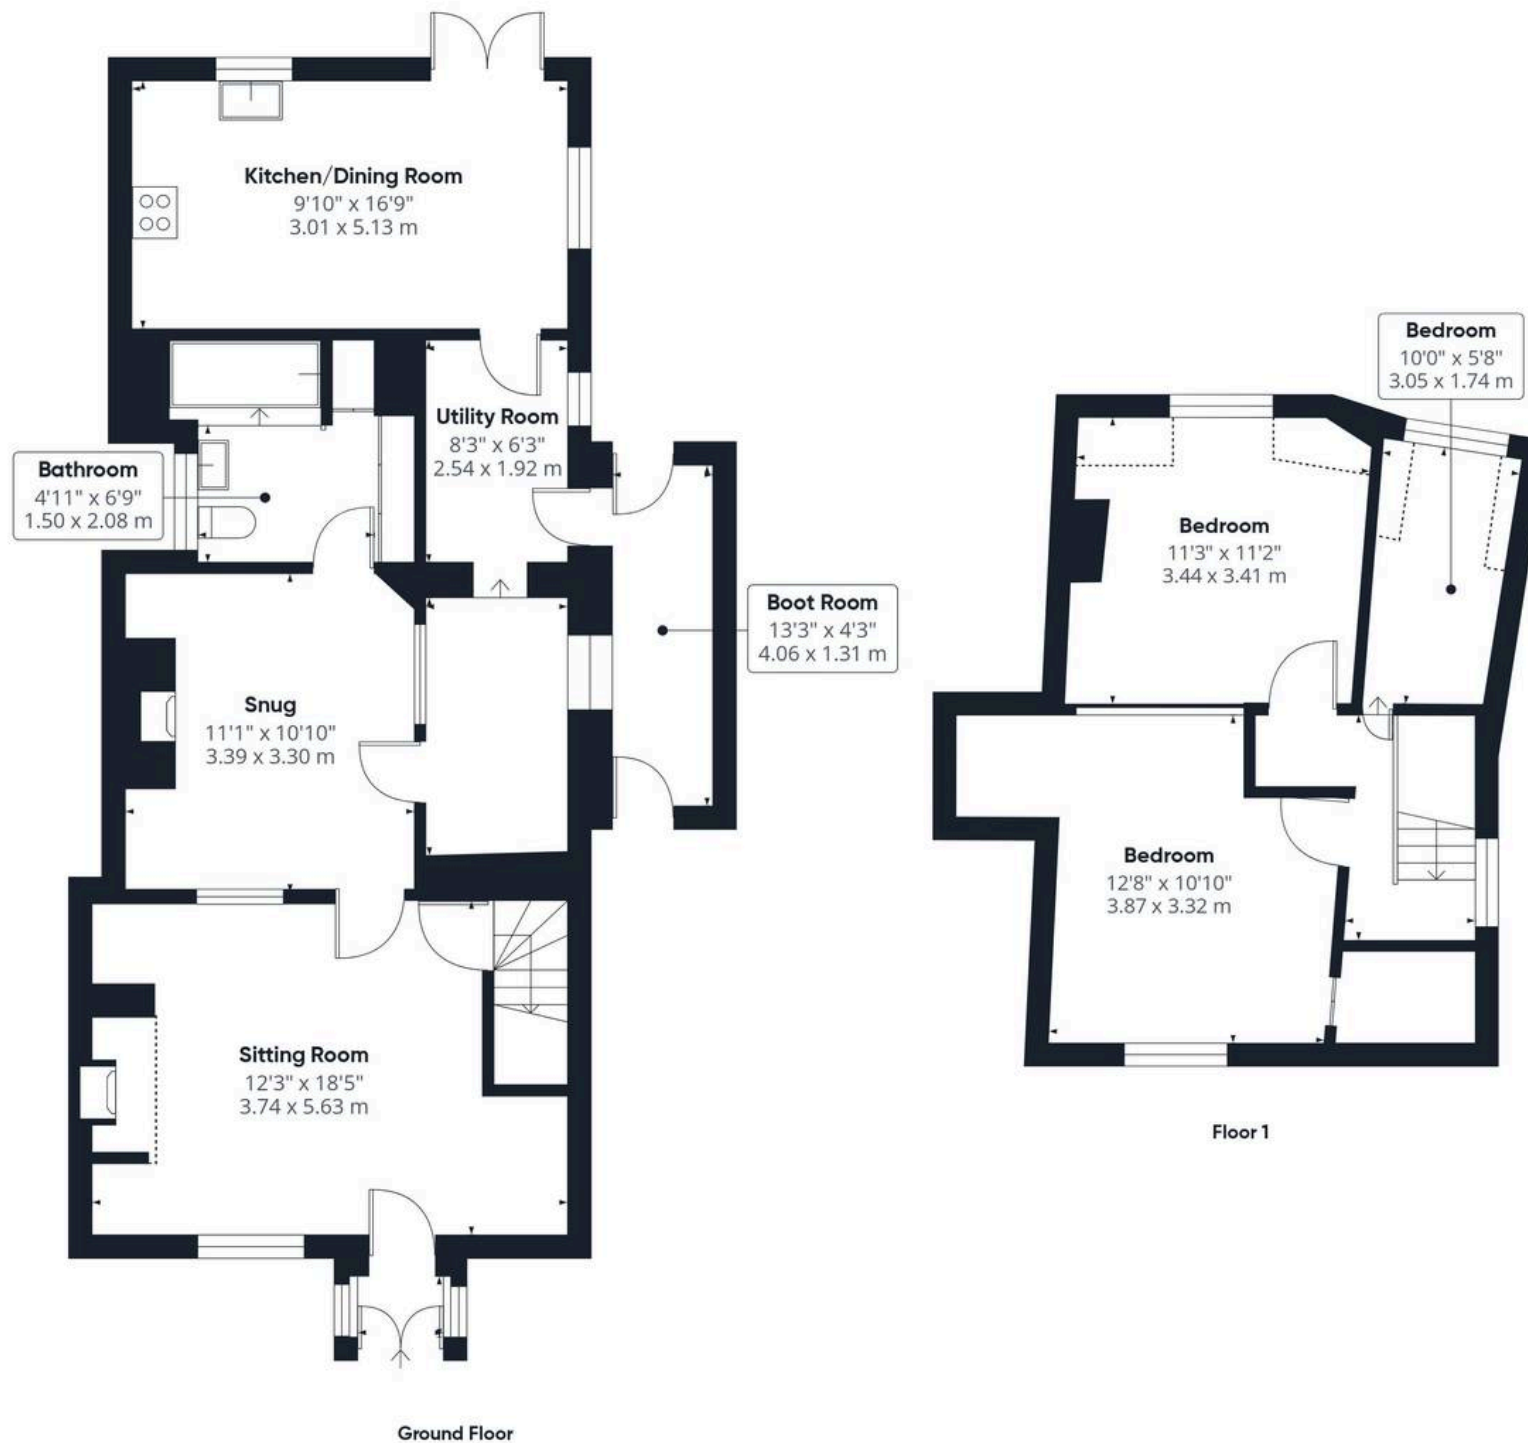 Kitchen/Dining Room
9'10" x 16'9"
3.01 x 5.13 m
Utility Room
8'3" x 6'3"
2.54 x 1.92 m
Bathroom
4'11" x 6'9"
1.50 x 2.08 m
Boot Room
13'3" x 4'3"
4.06 x 1.31 m
Snug
11'1" x 10'10"
3.39 x 3.30 m
Sitting Room
12'3" x 18'5"
3.74 x 5.63 m
Ground Floor
Bedroom
10'0" x 5'8"
3.05 x 1.74 m
Bedroom
11'3" x 11'2"
3.44 x 3.41 m
Bedroom
12'8" x 10'10"
3.87 x 3.32 m
Floor 1